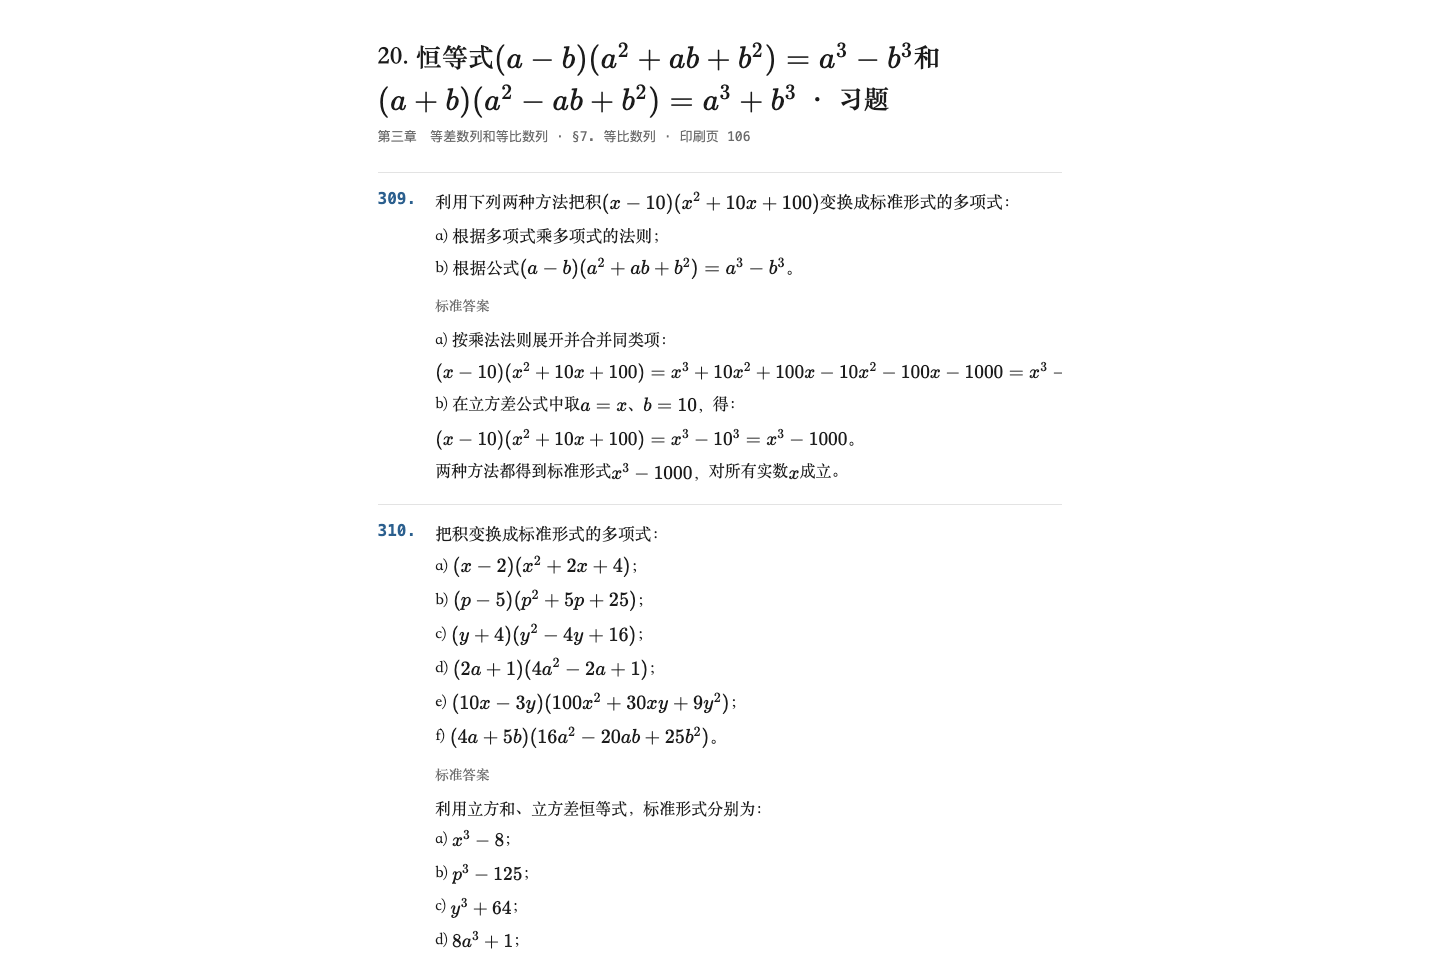 20. 恒等式(a − b)(a² + ab + b²) = a³ − b³和
(a + b)(a² − ab + b²) = a³ + b³ · 习题
第三章 等差数列和等比数列 · §7. 等比数列 · 印刷页 106
309. 利用下列两种方法把积(x − 10)(x² + 10x + 100)变换成标准形式的多项式：
a) 根据多项式乘多项式的法则；
b) 根据公式(a − b)(a² + ab + b²) = a³ − b³。
标准答案
a) 按乘法法则展开并合并同类项：
(x − 10)(x² + 10x + 100) = x³ + 10x² + 100x − 10x² − 100x − 1000 = x³ −
b) 在立方差公式中取a = x、b = 10，得：
(x − 10)(x² + 10x + 100) = x³ − 10³ = x³ − 1000。
两种方法都得到标准形式x³ − 1000，对所有实数x成立。
310. 把积变换成标准形式的多项式：
a) (x − 2)(x² + 2x + 4)；
b) (p − 5)(p² + 5p + 25)；
c) (y + 4)(y² − 4y + 16)；
d) (2a + 1)(4a² − 2a + 1)；
e) (10x − 3y)(100x² + 30xy + 9y²)；
f) (4a + 5b)(16a² − 20ab + 25b²)。
标准答案
利用立方和、立方差恒等式，标准形式分别为：
a) x³ − 8；
b) p³ − 125；
c) y³ + 64；
d) 8a³ + 1；